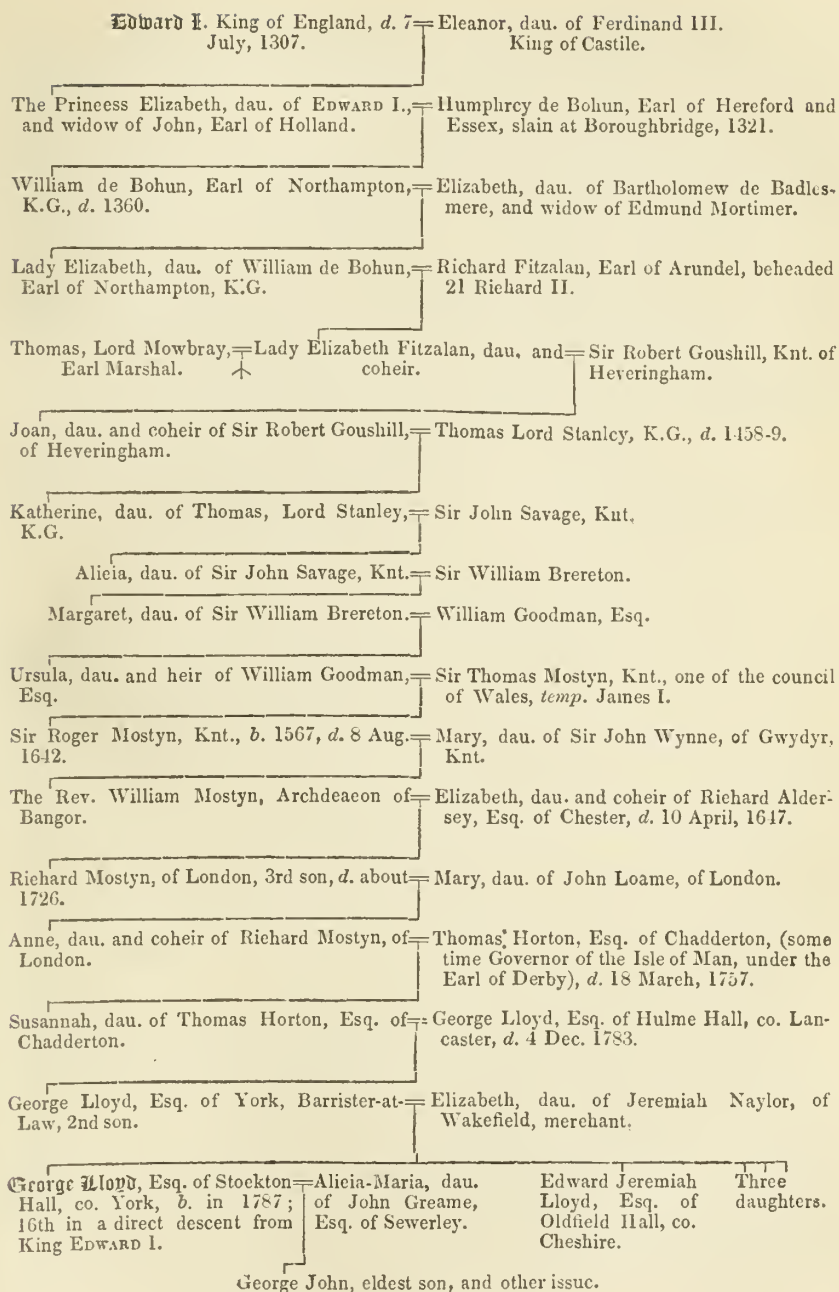 Edward I. King of England, d. 7 July, 1307.
Eleanor, dau. of Ferdinand III. King of Castile.
The Princess Elizabeth, dau. of EDWARD I.,
and widow of John, Earl of Holland.
Humphrey de Bohun, Earl of Hereford and
Essex, slain at Boroughbridge, 1321.
William de Bohun, Earl of Northampton,
K.G., d. 1360.
Elizabeth, dau. of Bartholomew de Badles-
mere, and widow of Edmund Mortimer.
Lady Elizabeth, dau. of William de Bohun,
Earl of Northampton, K.G.
Richard Fitzalan, Earl of Arundel, beheaded
21 Richard II.
Thomas, Lord Mowbray,
Earl Marshal.
Lady Elizabeth Fitzalan, dau. and
coheir.
Sir Robert Goushill, Knt. of
Heveringham.
Joan, dau. and coheir of Sir Robert Goushill,
of Heveringham.
Thomas Lord Stanley, K.G., d. 1458-9.
Katherine, dau. of Thomas, Lord Stanley,
K.G.
Sir John Savage, Knt.
Alicia, dau. of Sir John Savage, Knt.
Sir William Brereton.
Margaret, dau. of Sir William Brereton.
William Goodman, Esq.
Ursula, dau. and heir of William Goodman,
Esq.
Sir Thomas Mostyn, Knt., one of the council
of Wales, temp. James I.
Sir Roger Mostyn, Knt., b. 1567, d. 8 Aug.
1642.
Mary, dau. of Sir John Wynne, of Gwydyr,
Knt.
The Rev. William Mostyn, Archdeacon of
Bangor.
Elizabeth, dau. and coheir of Richard Alder-
sey, Esq. of Chester, d. 10 April, 1647.
Richard Mostyn, of London, 3rd son, d. about
1726.
Mary, dau. of John Loame, of London.
Anne, dau. and coheir of Richard Mostyn, of
London.
Thomas Horton, Esq. of Chadderton, (some
time Governor of the Isle of Man, under the
Earl of Derby), d. 18 March, 1757.
Susannah, dau. of Thomas Horton, Esq. of
Chadderton.
George Lloyd, Esq. of Hulme Hall, co. Lan-
caster, d. 4 Dec. 1783.
George Lloyd, Esq. of York, Barrister-at-
Law, 2nd son.
Elizabeth, dau. of Jeremiah Naylor, of
Wakefield, merchant.
George Lloyd, Esq. of Stockton
Hall, co. York, b. in 1787;
16th in a direct descent from
King EDWARD I.
Alicia-Maria, dau.
of John Greame,
Esq. of Sewerley.
Edward Jeremiah
Lloyd, Esq. of
Oldfield Hall, co.
Cheshire.
Three
daughters.
George John, eldest son, and other issue.